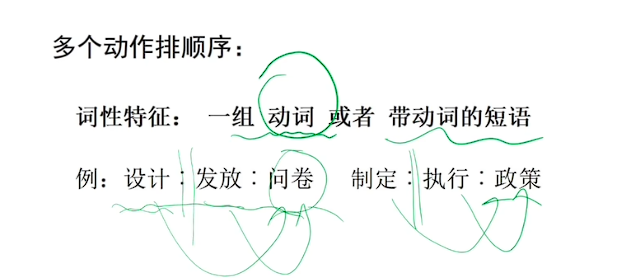 多个动作排顺序：
词性特征： 一组 动词 或者 带动词的短语
例：设计∶发放∶问卷 制定∶执行∶政策